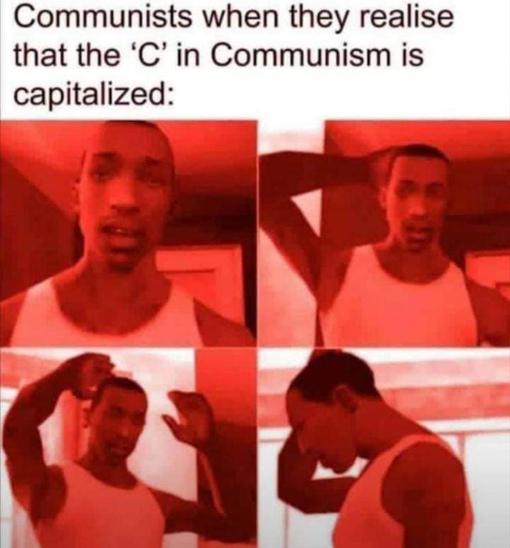 Communists when they realise
that the ‘C’ in Communism is
capitalized: